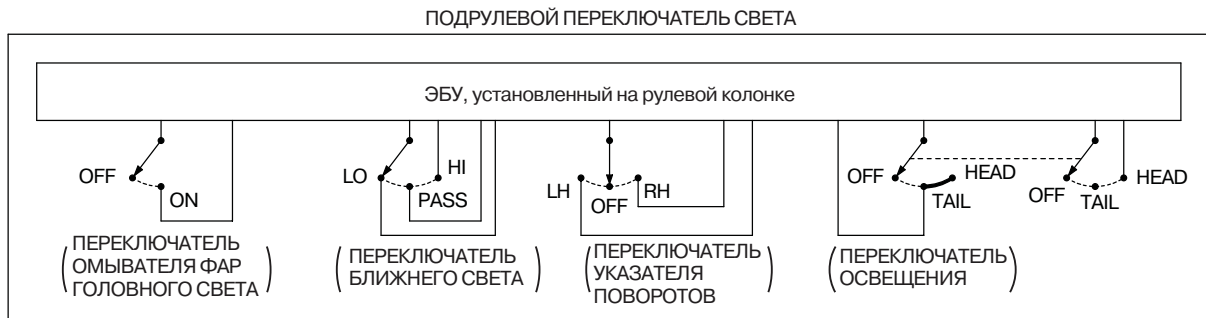 ПОДРУЛЕВОЙ ПЕРЕКЛЮЧАТЕЛЬ СВЕТА
ЭБУ, установленный на рулевой колонке
OFF
ON
(ПЕРЕКЛЮЧАТЕЛЬ
ОМЫВАТЕЛЯ ФАР
ГОЛОВНОГО СВЕТА)
LO
HI
PASS
(ПЕРЕКЛЮЧАТЕЛЬ
БЛИЖНЕГО СВЕТА)
LH
OFF
RH
(ПЕРЕКЛЮЧАТЕЛЬ
УКАЗАТЕЛЯ
ПОВОРОТОВ)
OFF
HEAD
TAIL
OFF
HEAD
TAIL
(ПЕРЕКЛЮЧАТЕЛЬ
ОСВЕЩЕНИЯ)